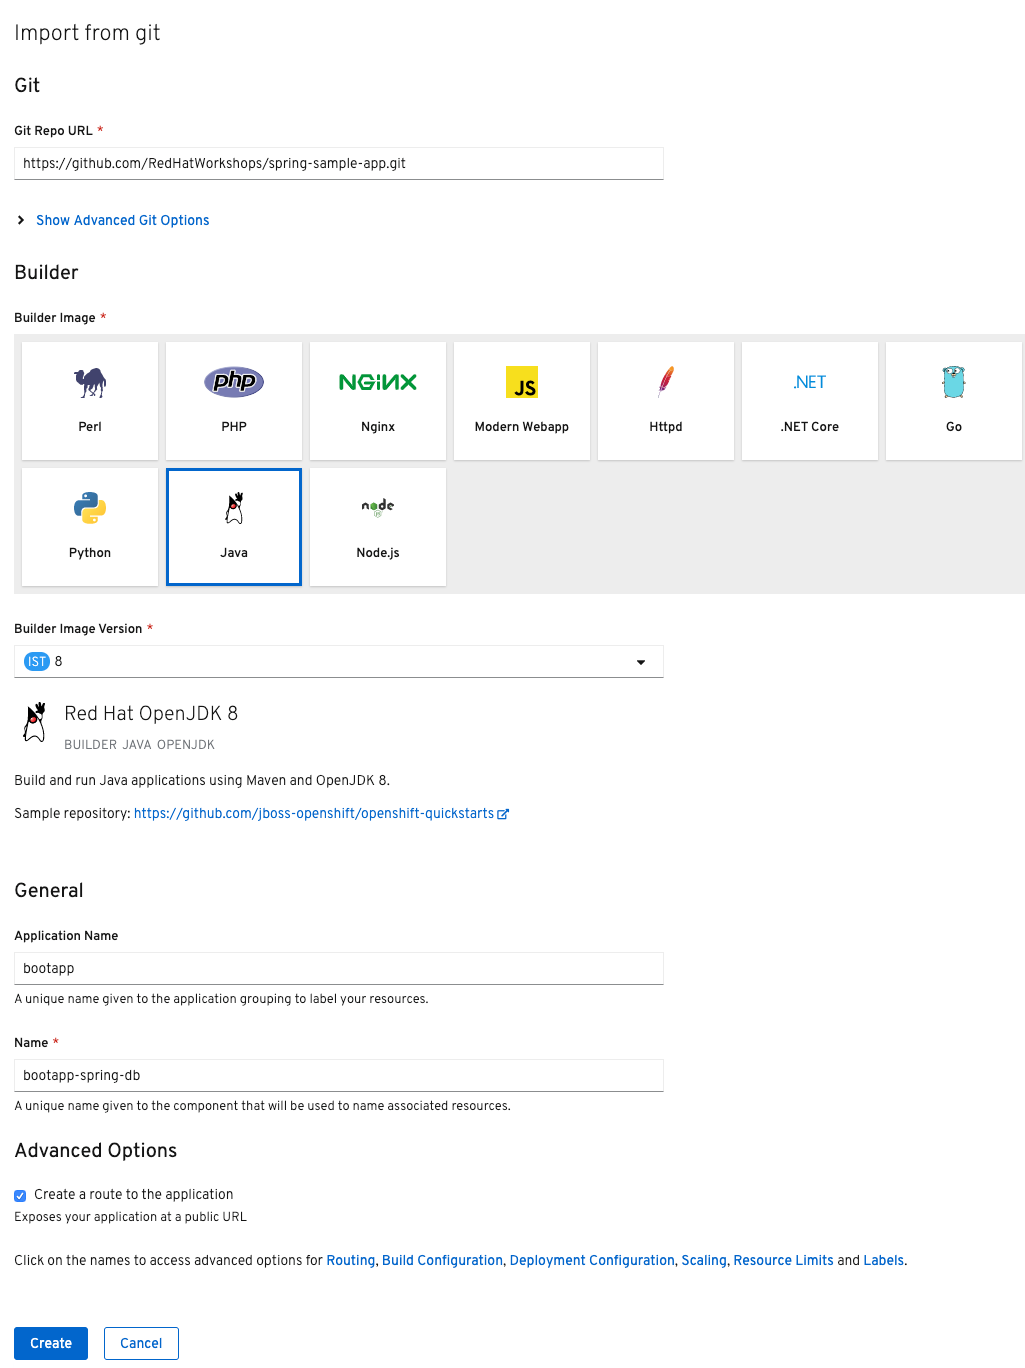 Import from git
Git
Git Repo URL *
https://github.com/RedHatWorkshops/spring-sample-app.git
Show Advanced Git Options
Builder
Builder Image *
php NGiNX JS .NET
Perl PHP Nginx Modern Webapp Httpd .NET Core Go
node
Python Java Node.js
Builder Image Version *
IST 8
Red Hat OpenJDK 8
BUILDER JAVA OPENJDK
Build and run Java applications using Maven and OpenJDK 8.
Sample repository: https://github.com/jboss-openshift/openshift-quickstarts
General
Application Name
bootapp
A unique name given to the application grouping to label your resources.
Name *
bootapp-spring-db
A unique name given to the component that will be used to name associated resources.
Advanced Options
Create a route to the application
Exposes your application at a public URL
Click on the names to access advanced options for Routing, Build Configuration, Deployment Configuration, Scaling, Resource Limits and Labels.
Create Cancel